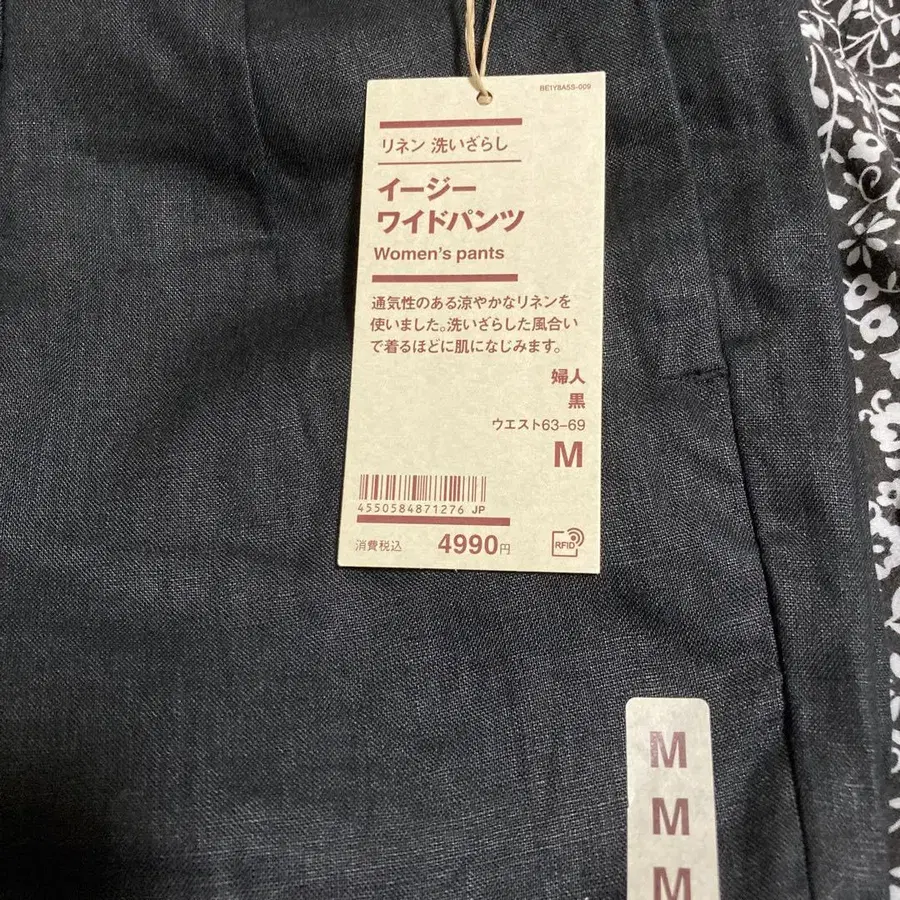 BE1Y8A5S-009
リネン 洗いざらし
イージー
ワイドパンツ
Women's pants
通気性のある涼やかなリネンを
使いました。洗いざらした風合い
で着るほどに肌になじみます。
婦人
黒
ウエスト63-69
M
4550584871276 JP
消費税込 4990円
RFID
M
M
M